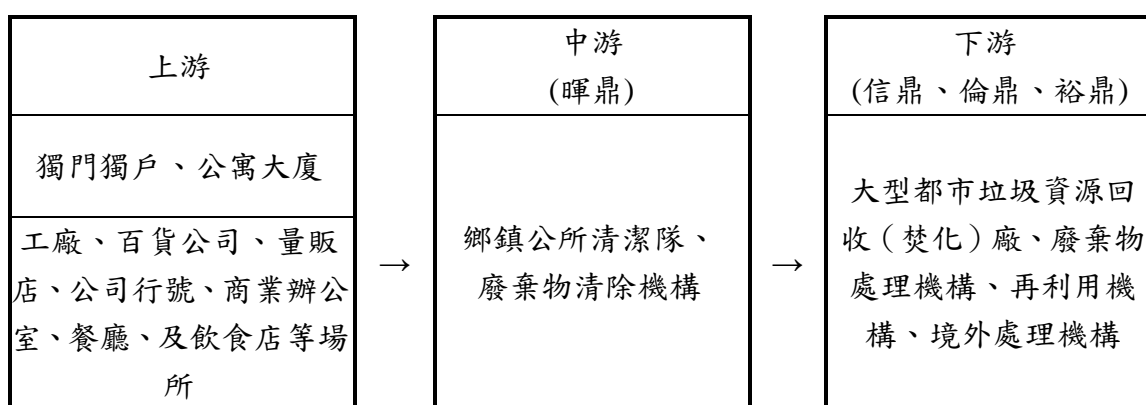 上游
獨門獨戶、公寓大廈
工廠、百貨公司、量販
店、公司行號、商業辦公
室、餐廳、及飲食店等場
所
→
中游
(暉鼎)
鄉鎮公所清潔隊、
廢棄物清除機構
→
下游
(信鼎、倫鼎、裕鼎)
大型都市垃圾資源回
收（焚化）廠、廢棄物
處理機構、再利用機
構、境外處理機構